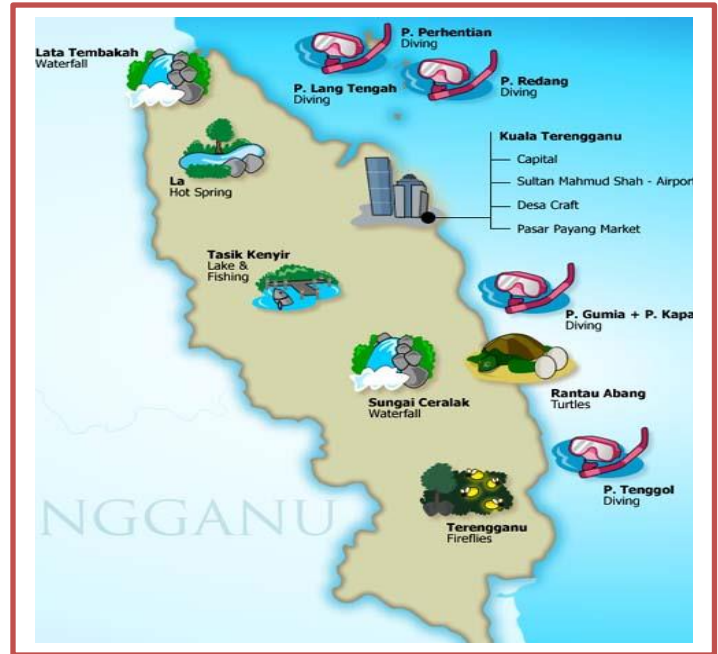 Lata Tembakah
Waterfall
P. Perhentian
Diving
P. Lang Tengah
Diving
P. Redang
Diving
Kuala Terengganu
Capital
Sultan Mahmud Shah - Airport
Desa Craft
Pasar Payang Market
La
Hot Spring
Tasik Kenyir
Lake &
Fishing
P. Gumia + P. Kapa
Diving
Sungai Ceralak
Waterfall
Rantau Abang
Turtles
P. Tenggol
Diving
Terengganu
Fireflies
NGGANU